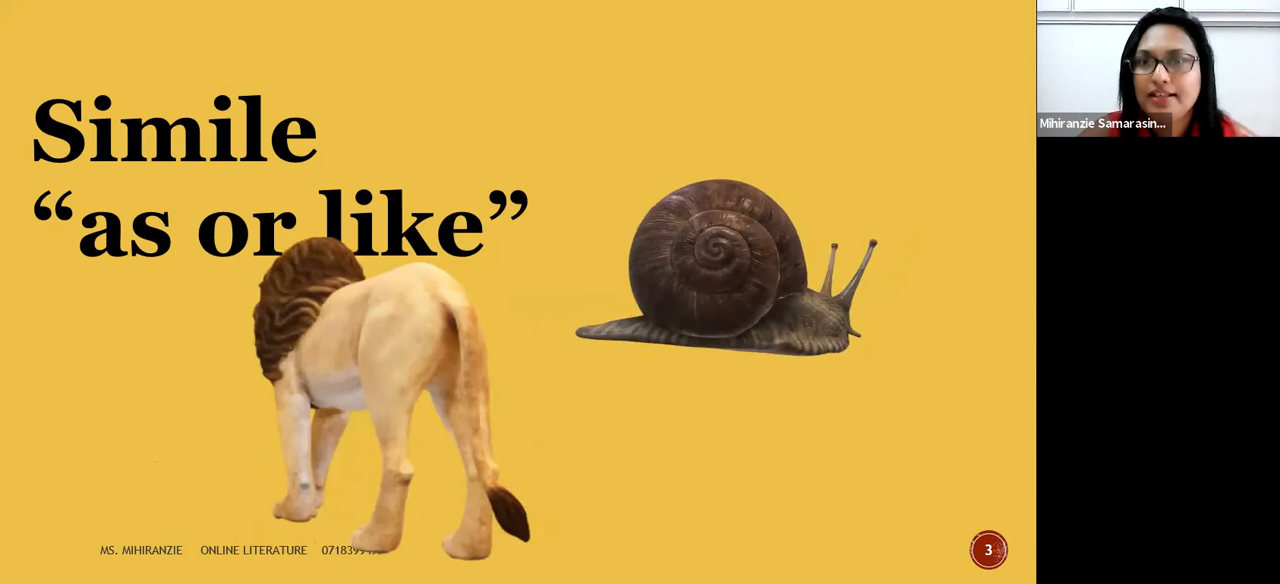 Simile
“as or like”
MS. MIHIRANZIE ONLINE LITERATURE
3
Mihiranzie Samarasin...